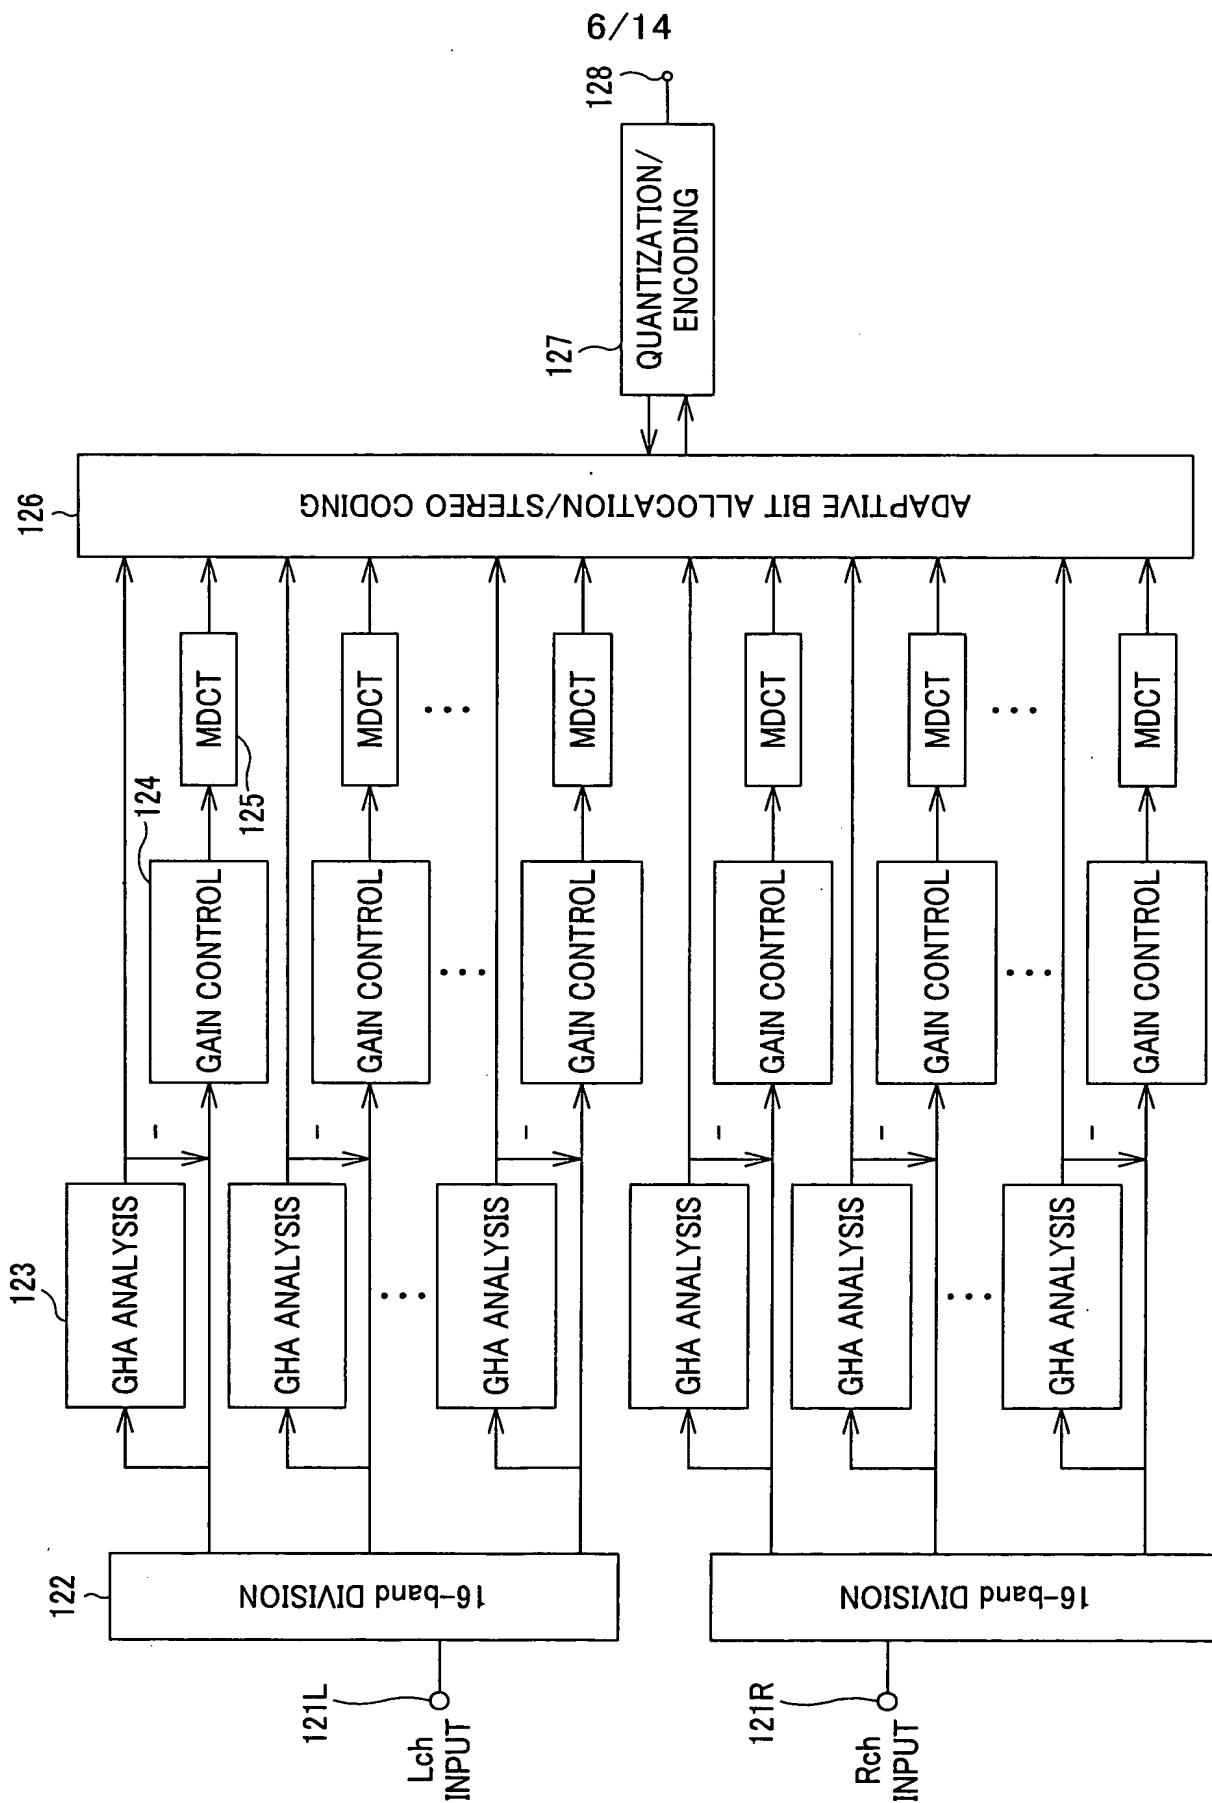 6/14
128
QUANTIZATION/
ENCODING
127
126
ADAPTIVE BIT ALLOCATION/STEREO CODING
MDCT
125
MDCT
...
MDCT
MDCT
MDCT
...
MDCT
124
GAIN CONTROL
GAIN CONTROL
...
GAIN CONTROL
GAIN CONTROL
GAIN CONTROL
...
GAIN CONTROL
–
–
–
–
–
–
123
GHA ANALYSIS
GHA ANALYSIS
...
GHA ANALYSIS
GHA ANALYSIS
GHA ANALYSIS
...
GHA ANALYSIS
122
16-band DIVISION
16-band DIVISION
121L
Lch
INPUT
121R
Rch
INPUT